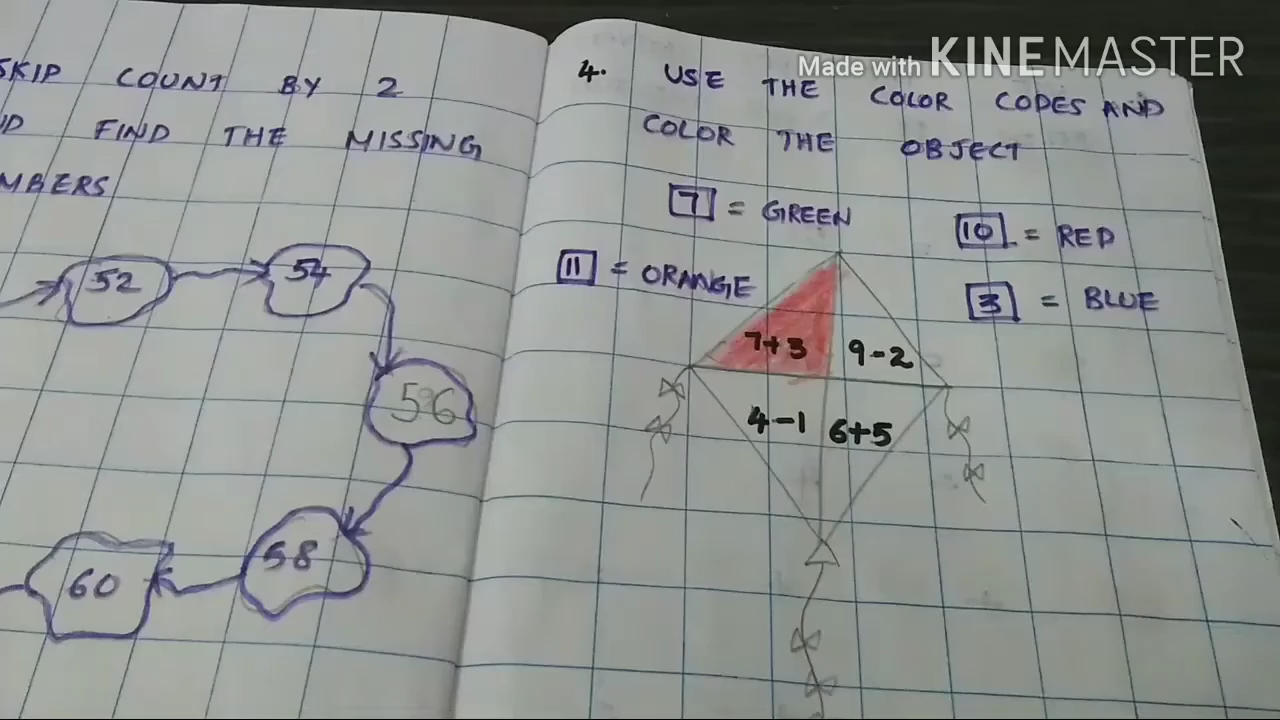 SKIP COUNT BY 2
FIND THE MISSING
52
54
56
58
60
Made with KINEMASTER
4. USE THE COLOR CODES AND
COLOR THE OBJECT
7 = GREEN
10 = RED
11 = ORANGE
3 = BLUE
7+3
9-2
4-1
6+5